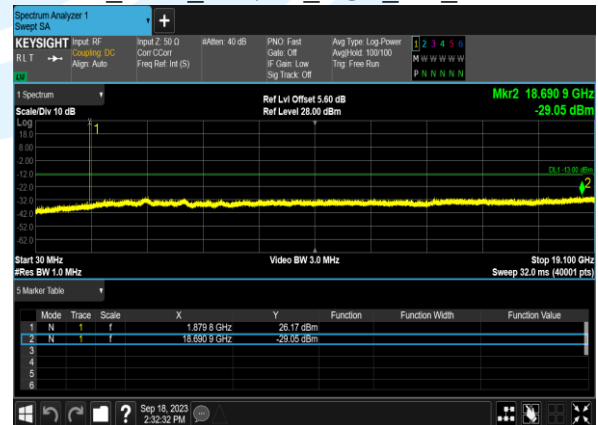 Spectrum Analyzer 1
Swept SA
KEYSIGHT Input: RF Input Z: 50 Ω #Atten: 40 dB PNO: Fast Avg Type: Log-Power 1 2 3 4 5 6
R L T Coupling: DC Corr CCorr Gate: Off Avg|Hold: 100/100 M W W W W W
Align: Auto Freq Ref: Int (S) IF Gain: Low Trig: Free Run
Sig Track: Off P N N N N N
LV
1 Spectrum
Ref Lvl Offset 5.60 dB Mkr2 18.690 9 GHz
Scale/Div 10 dB Ref Level 28.00 dBm -29.05 dBm
Log
1
18.0
8.00
-2.00
-12.0 DL1 -13.00 dBm
-22.0 2
-32.0
-42.0
-52.0
-62.0
Start 30 MHz Video BW 3.0 MHz Stop 19.100 GHz
#Res BW 1.0 MHz Sweep 32.0 ms (40001 pts)
5 Marker Table
Mode Trace Scale X Y Function Function Width Function Value
1 N 1 f 1.879 8 GHz 26.17 dBm
2 N 1 f 18.690 9 GHz -29.05 dBm
3
4
5
6
Sep 18, 2023
2:32:32 PM